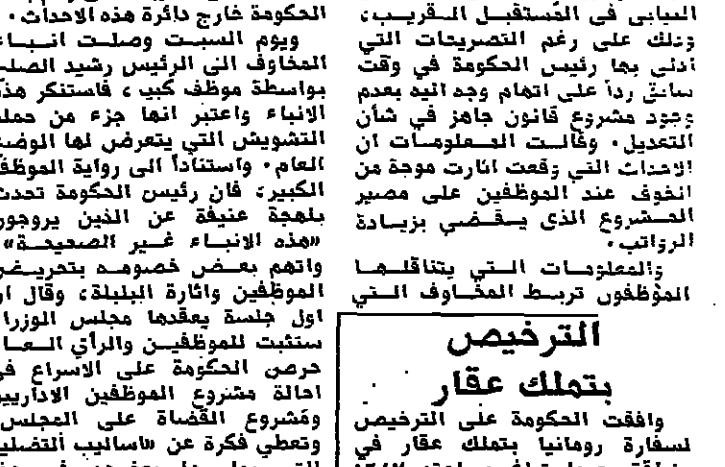 النيابي في المستقبل القريب،
وذلك على رغم التصريحات التي
أدلى بها رئيس الحكومة في وقت
سابق رداً على اتهام وجه اليه بعدم
وجود مشروع قانون جاهز في شأن
التعديل. وقالت المعلومات ان
الاحداث التي وقعت اثارت موجة من
الخوف عند الموظفين على مصير
المشروع الذي يقضي بزيادة
الرواتب.
والمعلومات التي يتناقلها
الموظفون تربط المخاوف التي
الترخيص
بتملك عقار
وافقت الحكومة على الترخيص
لسفارة رومانيا بتملك عقار في
الحكومة خارج دائرة هذه الاحداث.
ويوم السبت وصلت انباء
المخاوف الى الرئيس رشيد الصلح
بواسطة موظف كبير، فاستنكر هذه
الانباء واعتبر انها جزء من حملة
التشويش التي يتعرض لها الوضع
العام. واستناداً الى رواية الموظف
الكبير، فان رئيس الحكومة تحدث
بلهجة عنيفة عن الذين يروجون
«هذه الانباء غير الصحيحة»
واتهم بعض خصومه بتحريض
الموظفين واثارة البلبلة، وقال ان
اول جلسة يعقدها مجلس الوزراء
ستثبت للموظفين والرأي العام
حرص الحكومة على الاسراع في
احالة مشروع الموظفين الاداريين
ومشروع القضاة على المجلس
وتعطي فكرة عن «اساليب التضليل